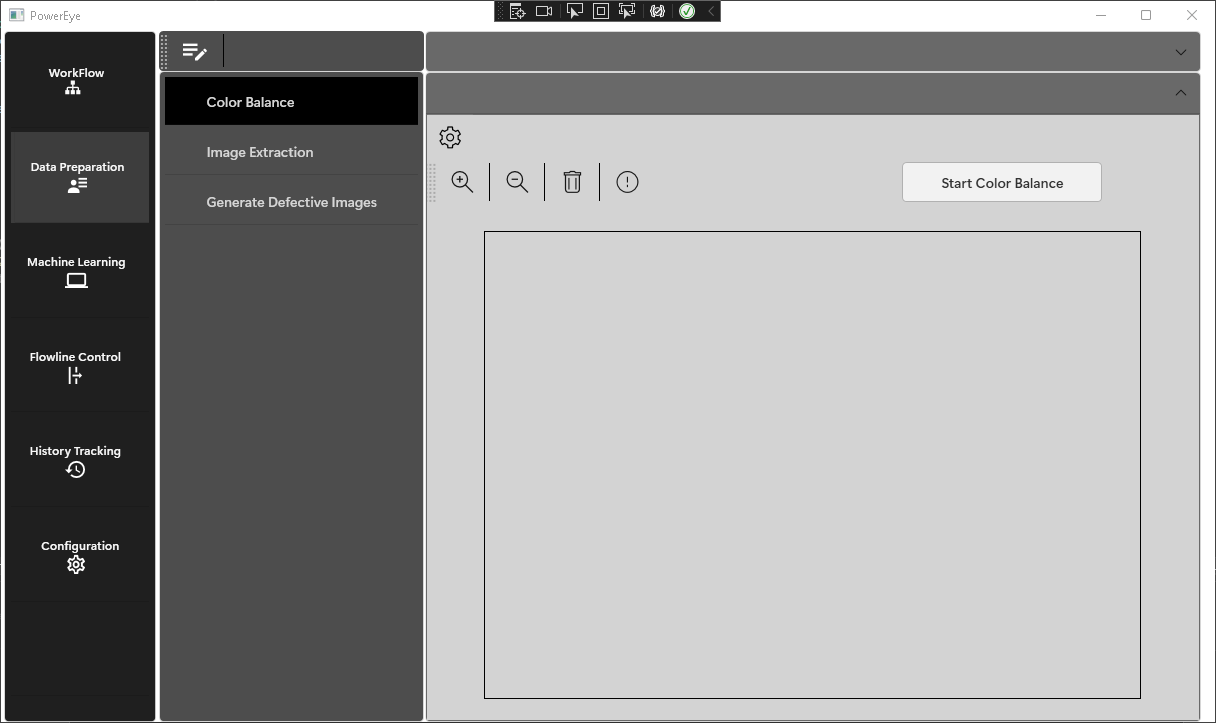 PowerEye
WorkFlow
Data Preparation
Machine Learning
Flowline Control
History Tracking
Configuration
Color Balance
Image Extraction
Generate Defective Images
Start Color Balance